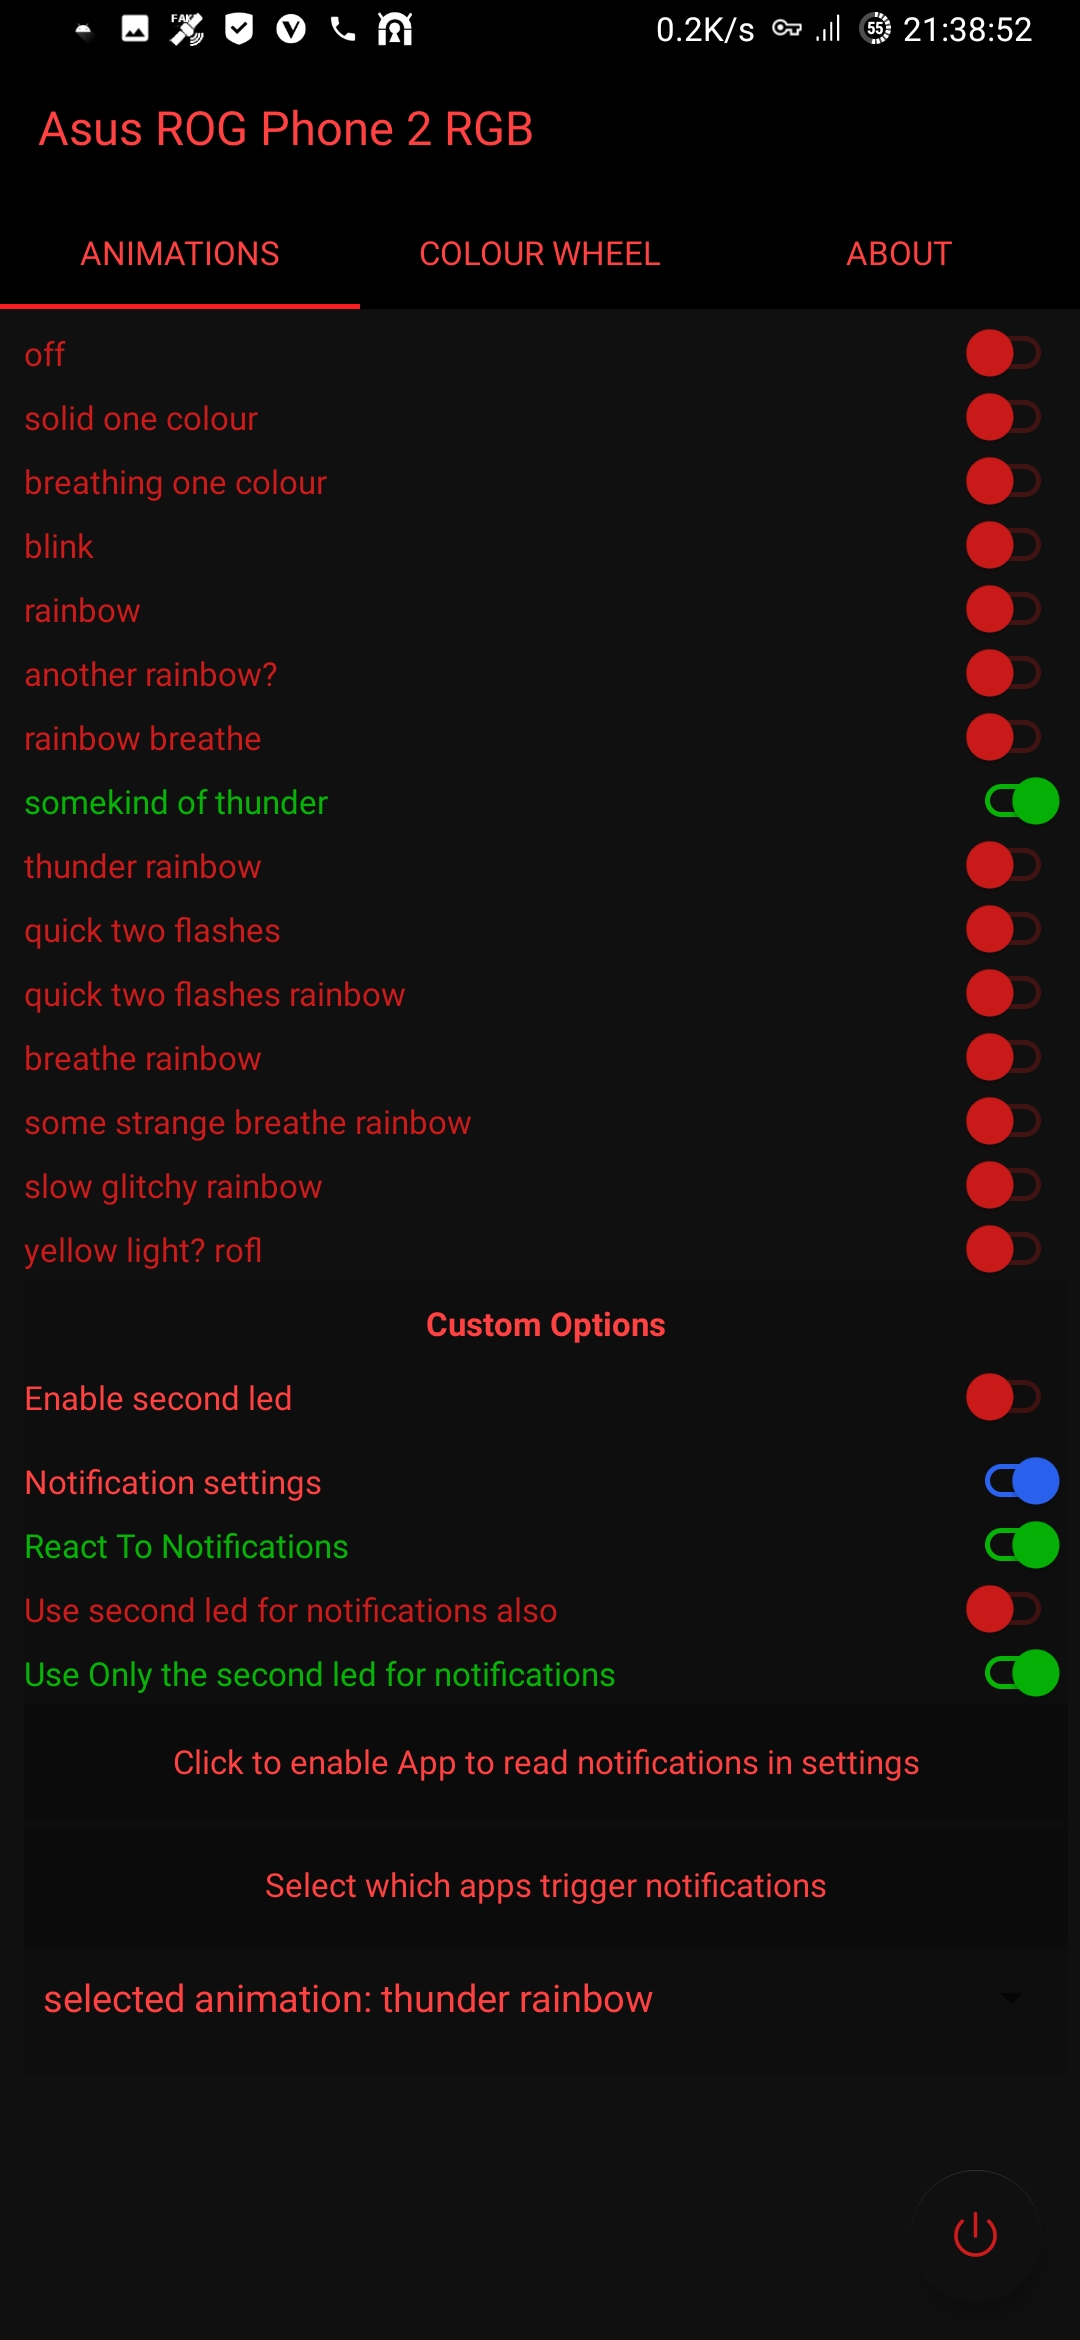 FAKE
0.2K/s 55 21:38:52
Asus ROG Phone 2 RGB
ANIMATIONS COLOUR WHEEL ABOUT
off
solid one colour
breathing one colour
blink
rainbow
another rainbow?
rainbow breathe
somekind of thunder
thunder rainbow
quick two flashes
quick two flashes rainbow
breathe rainbow
some strange breathe rainbow
slow glitchy rainbow
yellow light? rofl
Custom Options
Enable second led
Notification settings
React To Notifications
Use second led for notifications also
Use Only the second led for notifications
Click to enable App to read notifications in settings
Select which apps trigger notifications
selected animation: thunder rainbow